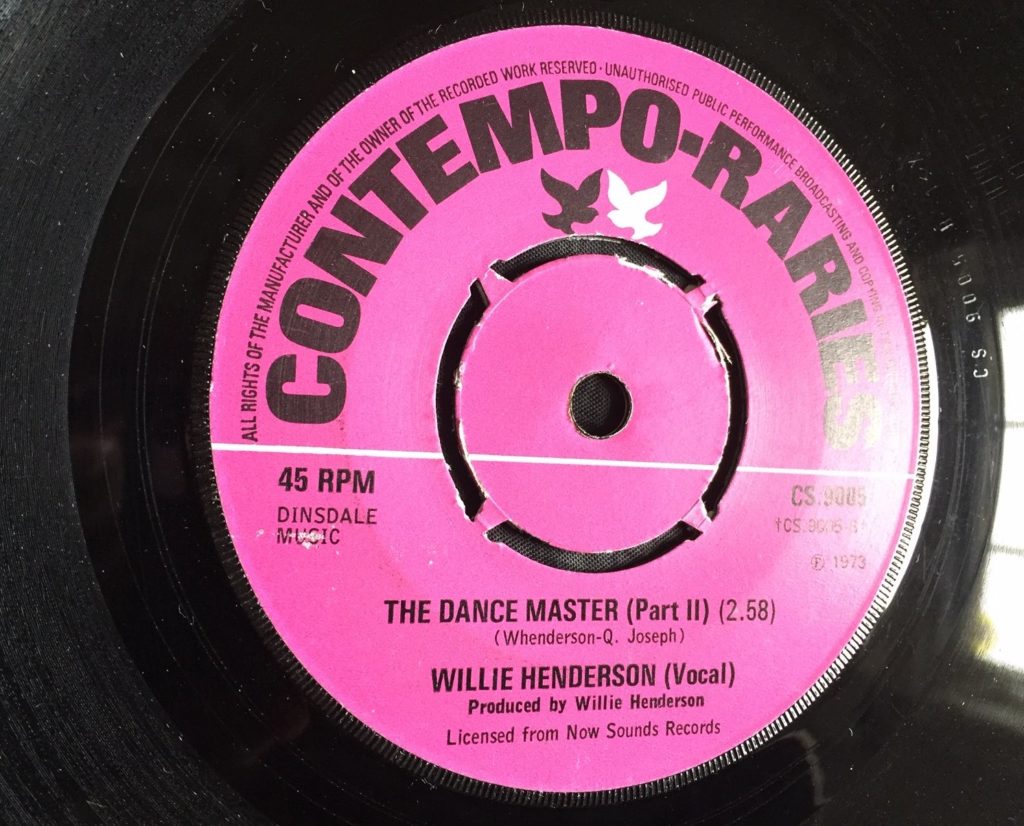 ALL RIGHTS OF THE MANUFACTURER AND OF THE OWNER OF THE RECORDED WORK RESERVED · UNAUTHORISED PUBLIC PERFORMANCE BROADCASTING AND COPYING
CONTEMPO-RARIES
45 RPM
DINSDALE
MUSIC
CS.9005
℗ 1973
THE DANCE MASTER (Part II) (2.58)
(Whenderson-Q. Joseph)
WILLIE HENDERSON (Vocal)
Produced by Willie Henderson
Licensed from Now Sounds Records
CS 9005